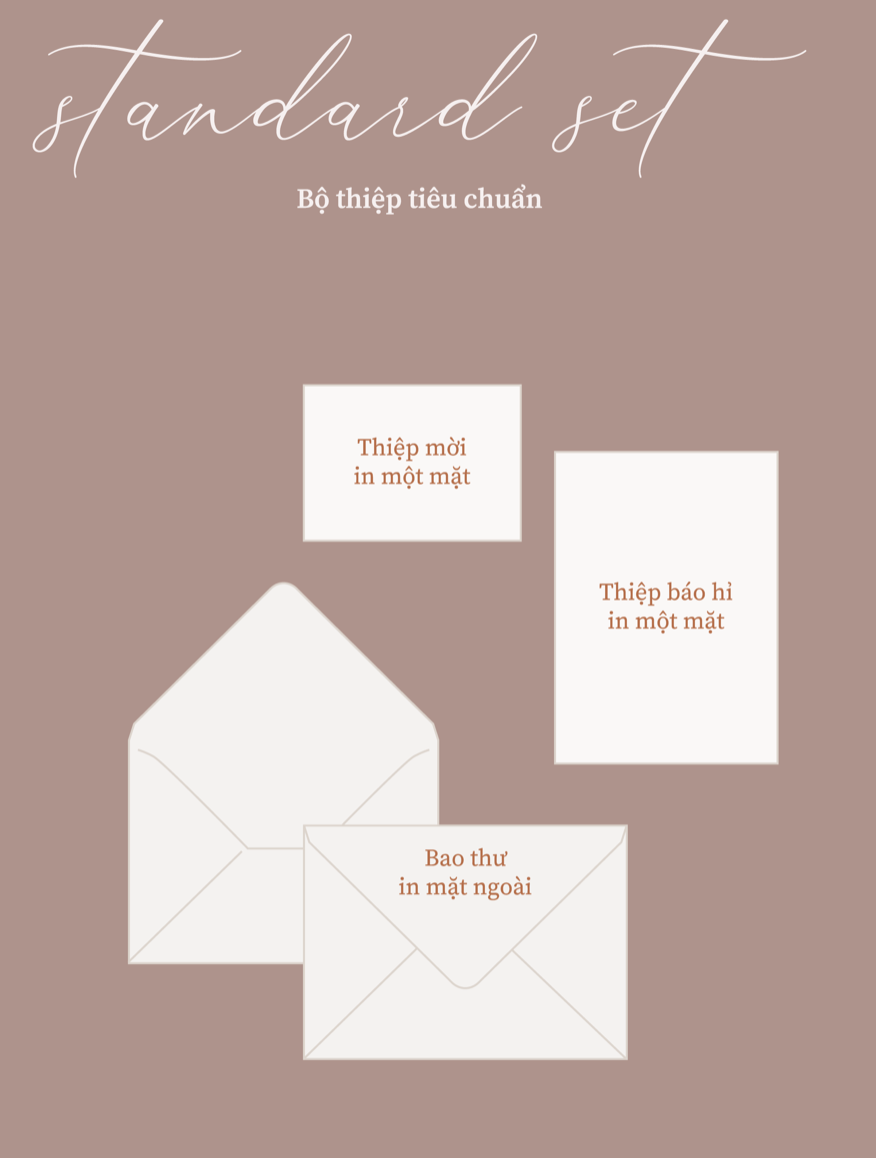 standard set
Bộ thiệp tiêu chuẩn
Thiệp mời
in một mặt
Thiệp báo hỉ
in một mặt
Bao thư
in mặt ngoài